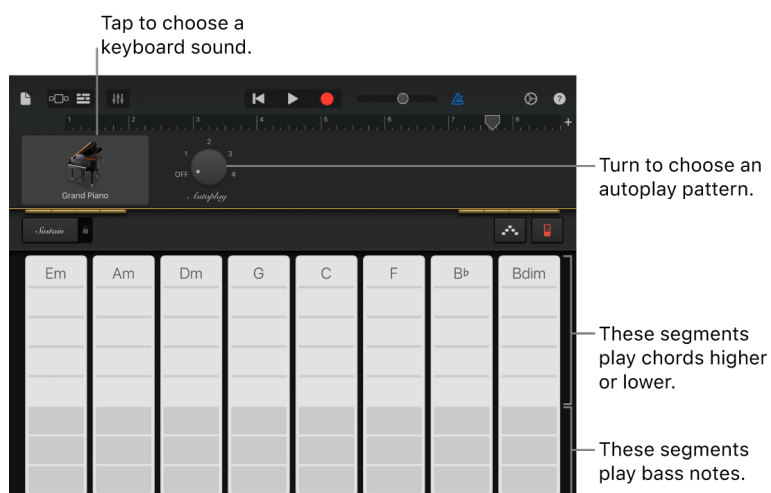 Tap to choose a
keyboard sound.
1 2 3 4 5 6 7 8 +
?
Grand Piano
1 2 3
OFF 4
Autoplay
Turn to choose an
autoplay pattern.
Sustain
Em Am Dm G C F B♭ Bdim
These segments
play chords higher
or lower.
These segments
play bass notes.